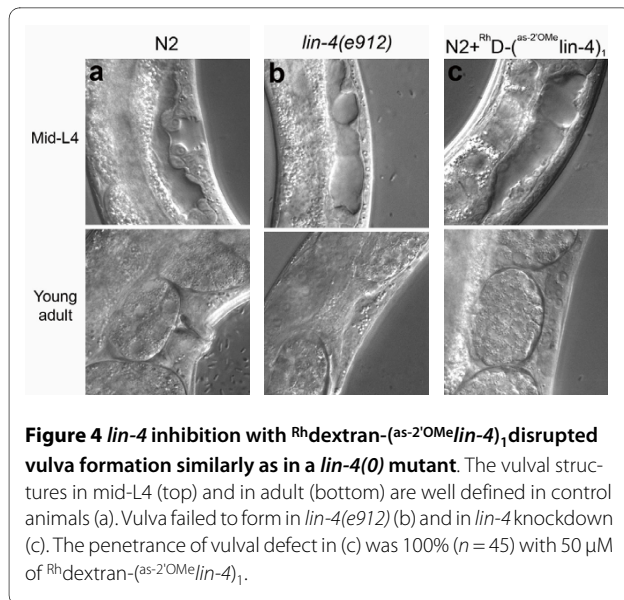 N2
lin-4(e912)
N2+ᴿʰD-(ᵃˢ⁻²'ᴼᴹᵉlin-4)₁
a
b
c
Mid-L4
Young
adult
Figure 4 lin-4 inhibition with ᴿʰdextran-(ᵃˢ⁻²'ᴼᴹᵉlin-4)₁disrupted
vulva formation similarly as in a lin-4(0) mutant. The vulval struc-
tures in mid-L4 (top) and in adult (bottom) are well defined in control
animals (a). Vulva failed to form in lin-4(e912) (b) and in lin-4 knockdown
(c). The penetrance of vulval defect in (c) was 100% (n = 45) with 50 μM
of ᴿʰdextran-(ᵃˢ⁻²'ᴼᴹᵉlin-4)₁.